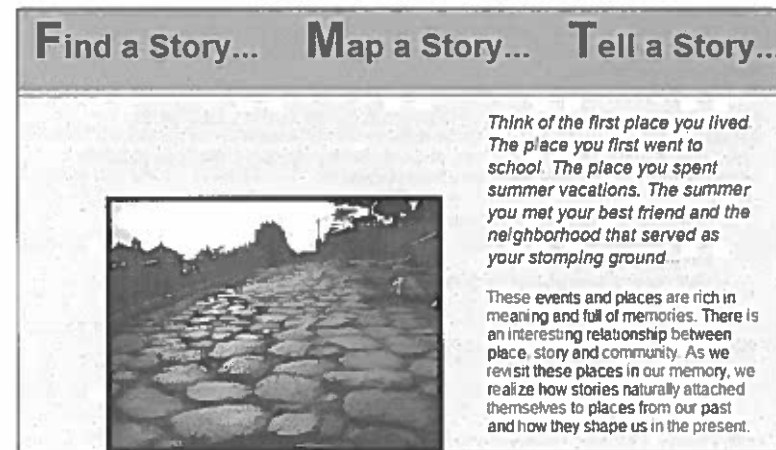 Find a Story... Map a Story... Tell a Story...
Think of the first place you lived.
The place you first went to
school. The place you spent
summer vacations. The summer
you met your best friend and the
neighborhood that served as
your stomping ground...
These events and places are rich in
meaning and full of memories. There is
an interesting relationship between
place, story and community. As we
revisit these places in our memory, we
realize how stories naturally attached
themselves to places from our past
and how they shape us in the present.